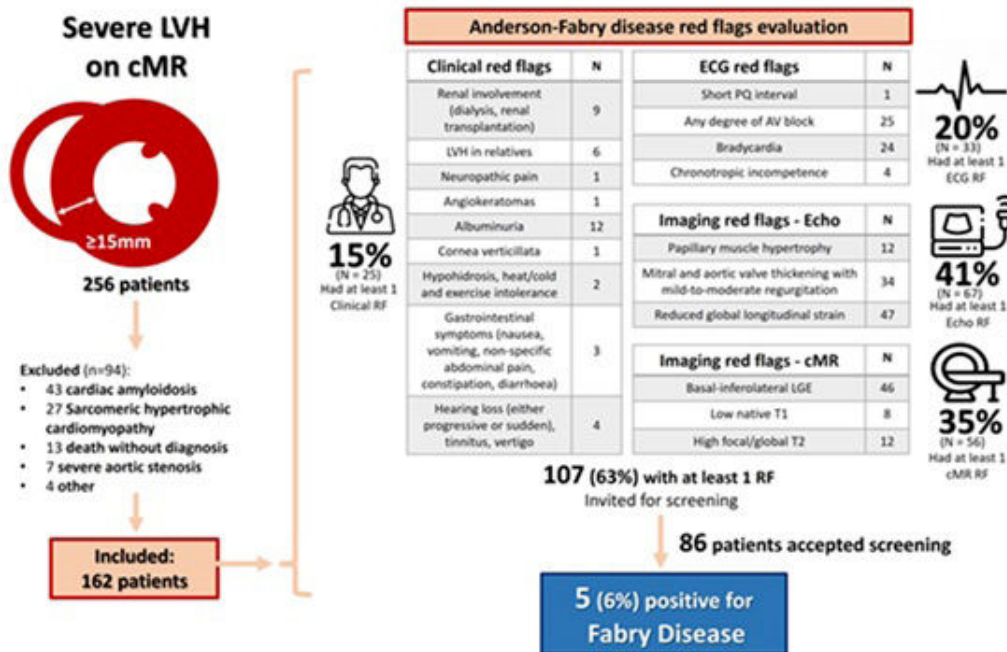 Severe LVH
on cMR
≥15mm
256 patients
Excluded (n=94):
• 43 cardiac amyloidosis
• 27 Sarcomeric hypertrophic
cardiomyopathy
• 13 death without diagnosis
• 7 severe aortic stenosis
• 4 other
Included:
162 patients
Anderson-Fabry disease red flags evaluation
15%
(N = 25)
Had at least 1
Clinical RF
Clinical red flags N
Renal involvement
(dialysis, renal
transplantation)
9
LVH in relatives 6
Neuropathic pain 1
Angiokeratomas 1
Albuminuria 12
Cornea verticillata 1
Hypohidrosis, heat/cold
and exercise intolerance
2
Gastrointestinal
symptoms (nausea,
vomiting, non-specific
abdominal pain,
constipation, diarrhoea)
3
Hearing loss (either
progressive or sudden),
tinnitus, vertigo
4
ECG red flags N
Short PQ interval 1
Any degree of AV block 25
Bradycardia 24
Chronotropic incompetence 4
20%
(N = 33)
Had at least 1
ECG RF
Imaging red flags - Echo N
Papillary muscle hypertrophy 12
Mitral and aortic valve thickening with
mild-to-moderate regurgitation
34
Reduced global longitudinal strain 47
41%
(N = 67)
Had at least 1
Echo RF
Imaging red flags - cMR N
Basal-inferolateral LGE 46
Low native T1 8
High focal/global T2 12
35%
(N = 56)
Had at least 1
cMR RF
107 (63%) with at least 1 RF
Invited for screening
86 patients accepted screening
5 (6%) positive for
Fabry Disease